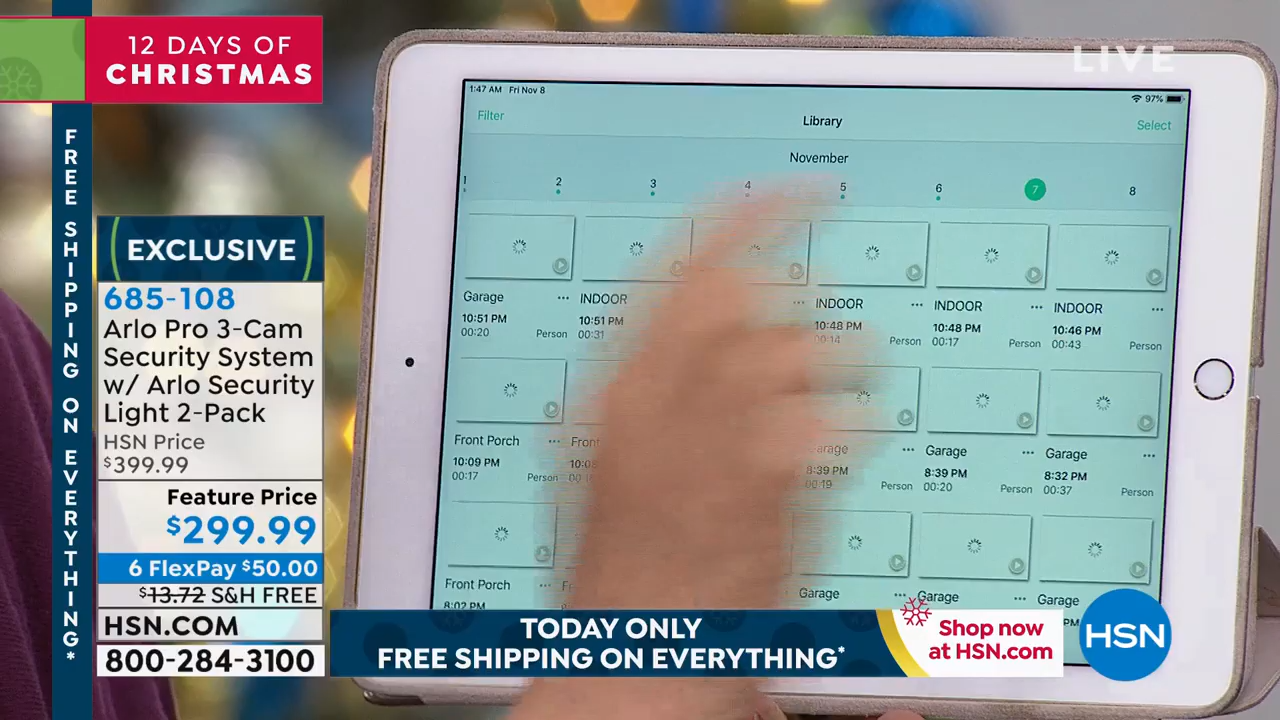 12 DAYS OF
CHRISTMAS
FREE SHIPPING ON EVERYTHING*
EXCLUSIVE
685-108
Arlo Pro 3-Cam
Security System
w/ Arlo Security
Light 2-Pack
HSN Price
$399.99
Feature Price
$299.99
6 FlexPay $50.00
$13.72 S&H FREE
HSN.COM
800-284-3100
LIVE
1:47 AM Fri Nov 8
97%
Filter
Library
Select
November
1 2 3 4 5 6 7 8
Garage ··· INDOOR ··· INDOOR ··· INDOOR ··· INDOOR ···
10:51 PM 10:51 PM 10:48 PM 10:48 PM 10:46 PM
00:20 Person 00:31 00:14 Person 00:17 Person 00:43 Person
Front Porch ··· Front Garage ··· Garage ··· Garage ···
10:09 PM 8:39 PM 8:39 PM 8:32 PM
00:17 Person 00:19 Person 00:20 Person 00:37 Person
Front Porch ··· Garage ··· Garage ··· Garage
8:02 PM PM
TODAY ONLY
FREE SHIPPING ON EVERYTHING*
Shop now
at HSN.com
HSN